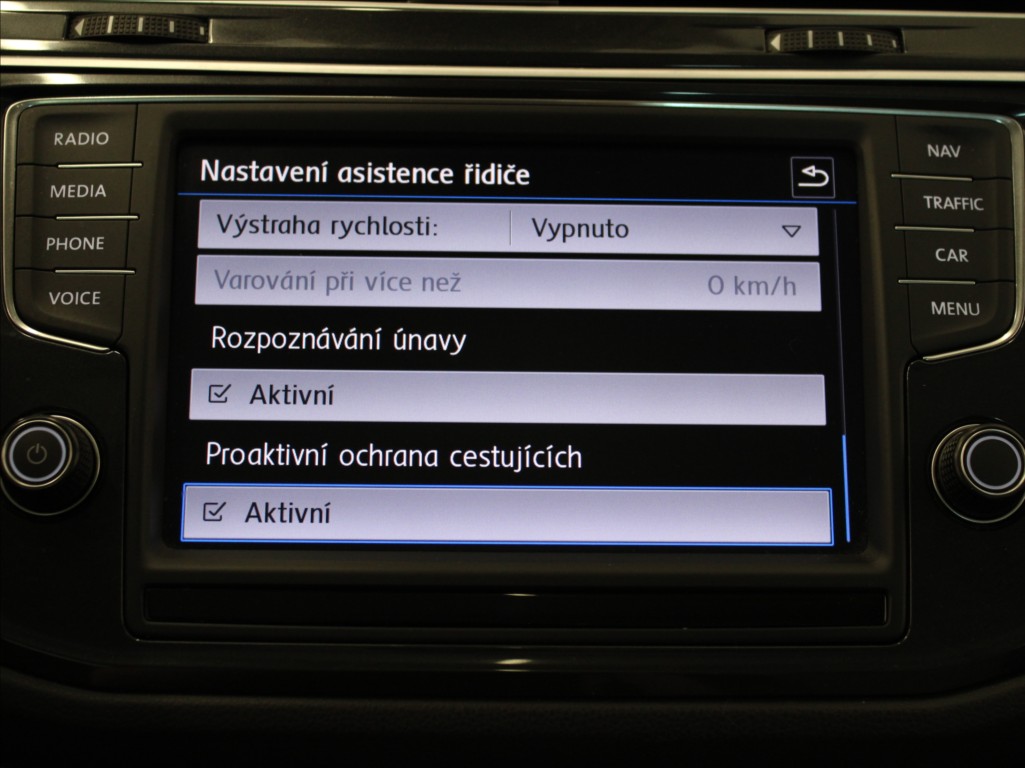 RADIO
MEDIA
PHONE
VOICE
Nastavení asistence řidiče
Výstraha rychlosti: Vypnuto
Varování při více než 0 km/h
Rozpoznávání únavy
Aktivní
Proaktivní ochrana cestujících
Aktivní
NAV
TRAFFIC
CAR
MENU